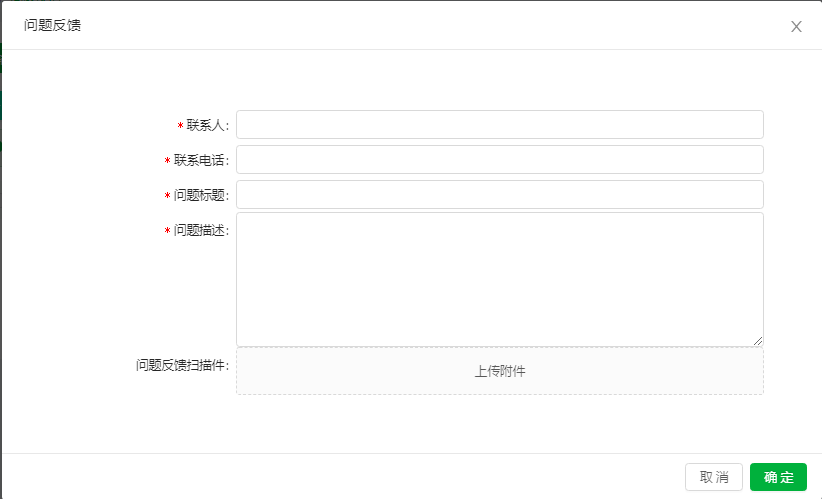 问题反馈
* 联系人:
* 联系电话:
* 问题标题:
* 问题描述:
问题反馈扫描件:
上传附件
取 消
确 定